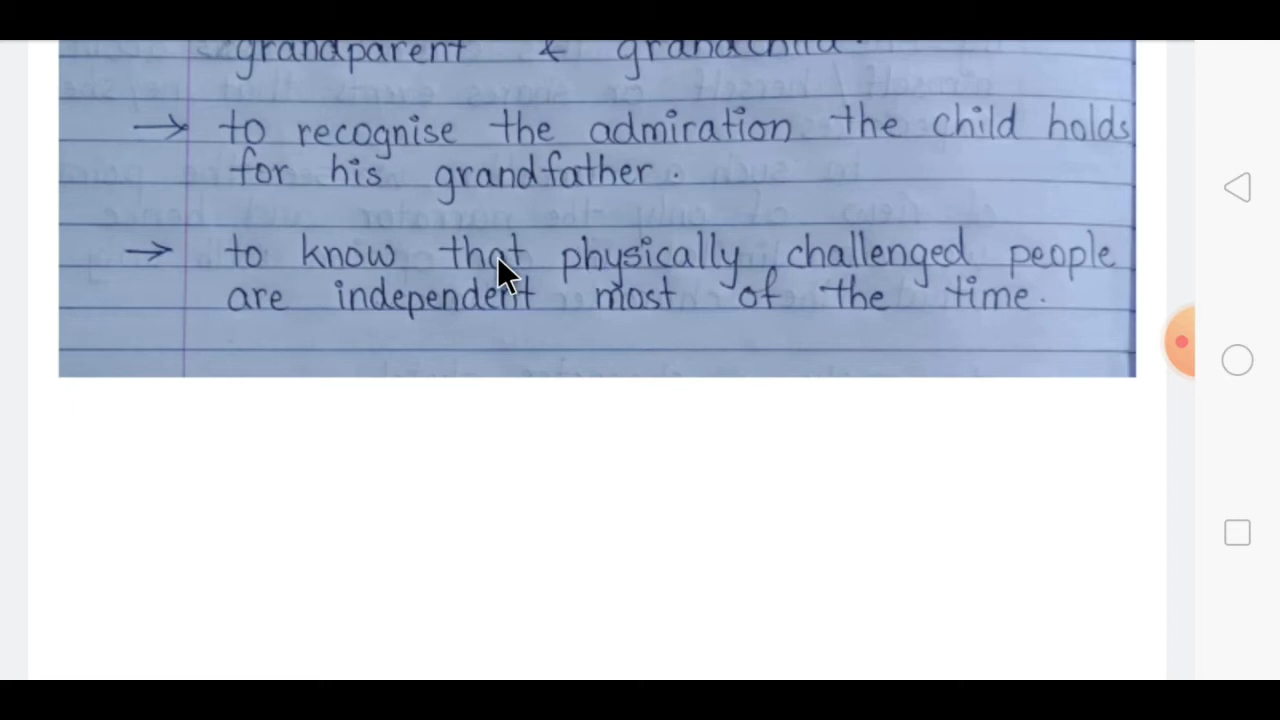 grandparent & grandchild.
→ to recognise the admiration the child holds
for his grandfather.
→ to know that physically challenged people
are independent most of the time.